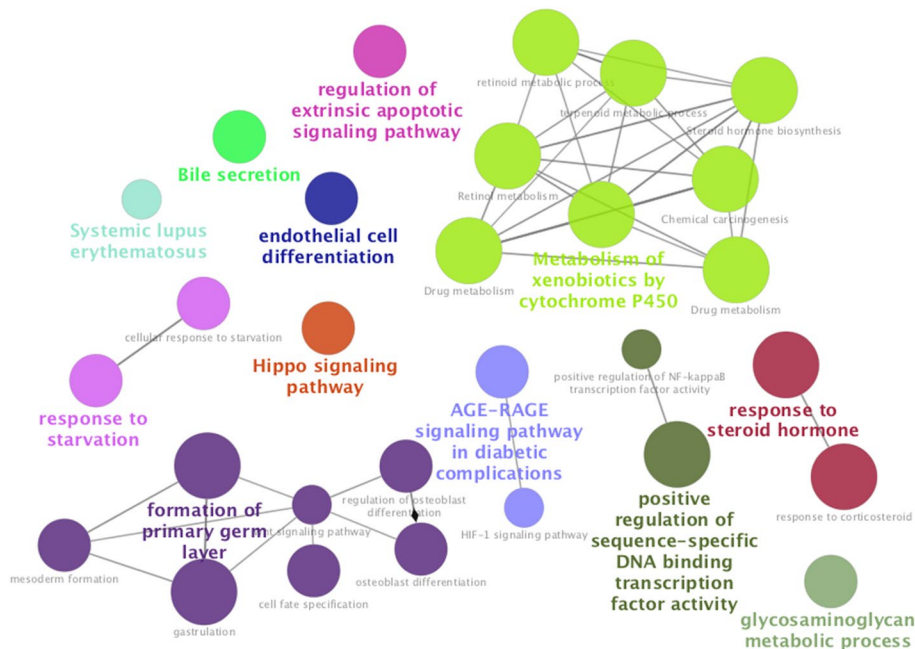 regulation of
extrinsic apoptotic
signaling pathway
Bile secretion
Systemic lupus
erythematosus
endothelial cell
differentiation
retinoid metabolic process
terpenoid metabolic process
Steroid hormone biosynthesis
Retinol metabolism
Chemical carcinogenesis
Drug metabolism
Metabolism of
xenobiotics by
cytochrome P450
Drug metabolism
cellular response to starvation
response to
starvation
Hippo signaling
pathway
AGE-RAGE
signaling pathway
in diabetic
complications
HIF-1 signaling pathway
positive regulation of NF-kappaB
transcription factor activity
positive
regulation of
sequence-specific
DNA binding
transcription
factor activity
response to
steroid hormone
response to corticosteroid
glycosaminoglycan
metabolic process
formation of
primary germ
layer
signaling pathway
regulation of osteoblast
differentiation
mesoderm formation
gastrulation
cell fate specification
osteoblast differentiation